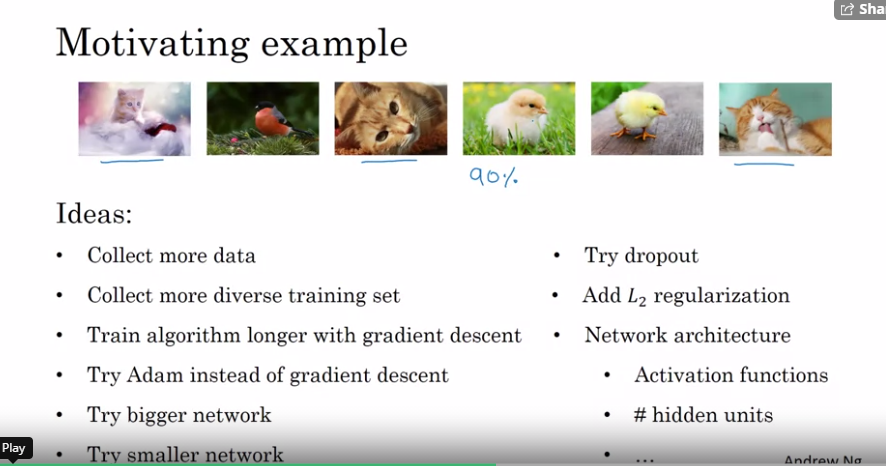 Share
Motivating example
90%
Ideas:
• Collect more data
• Collect more diverse training set
• Train algorithm longer with gradient descent
• Try Adam instead of gradient descent
• Try bigger network
• Try smaller network
• Try dropout
• Add L₂ regularization
• Network architecture
• Activation functions
• # hidden units
• ...
Play
Andrew Ng